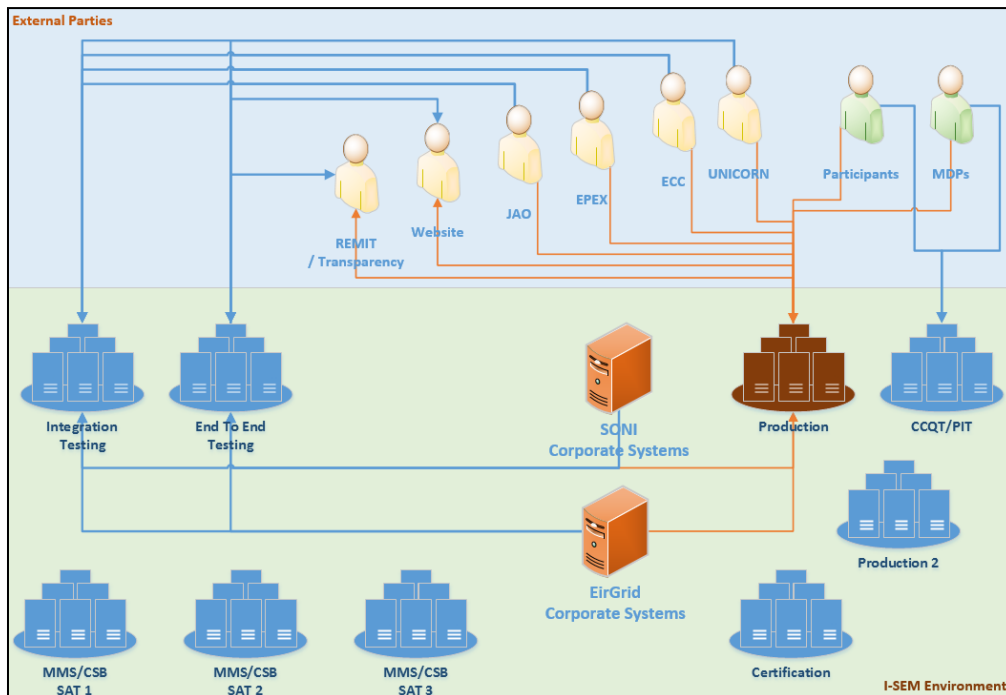 External Parties
UNICORN
Participants
MDPs
ECC
EPEX
JAO
Website
REMIT
/ Transparency
Integration
Testing
End To End
Testing
SONI
Corporate Systems
Production
CCQT/PIT
Production 2
EirGrid
Corporate Systems
MMS/CSB
SAT 1
MMS/CSB
SAT 2
MMS/CSB
SAT 3
Certification
I-SEM Environment